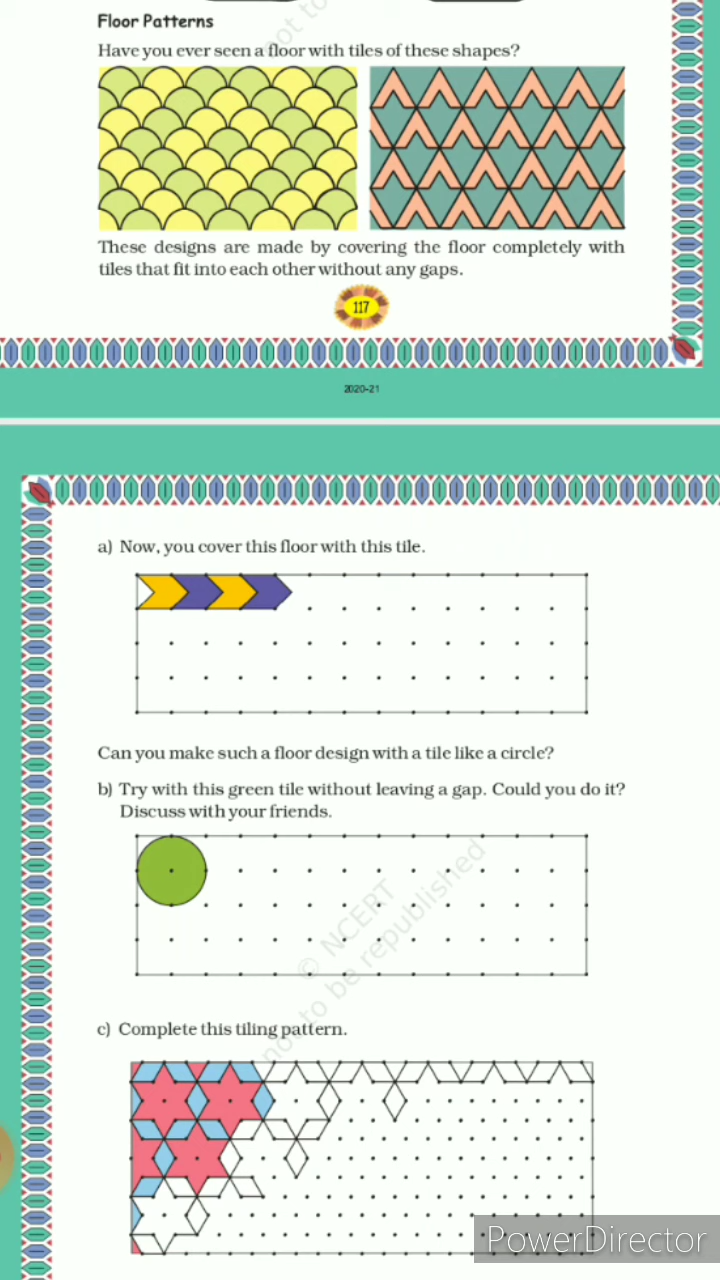 not to
Floor Patterns
Have you ever seen a floor with tiles of these shapes?
These designs are made by covering the floor completely with
tiles that fit into each other without any gaps.
117
2020-21
a) Now, you cover this floor with this tile.
Can you make such a floor design with a tile like a circle?
b) Try with this green tile without leaving a gap. Could you do it?
Discuss with your friends.
© NCERT
not to be republished
c) Complete this tiling pattern.
PowerDirector